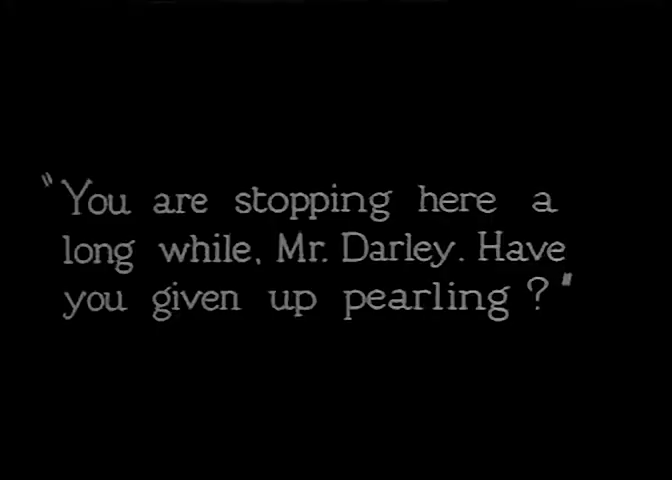 "You are stopping here a
long while, Mr. Darley. Have
you given up pearling?"